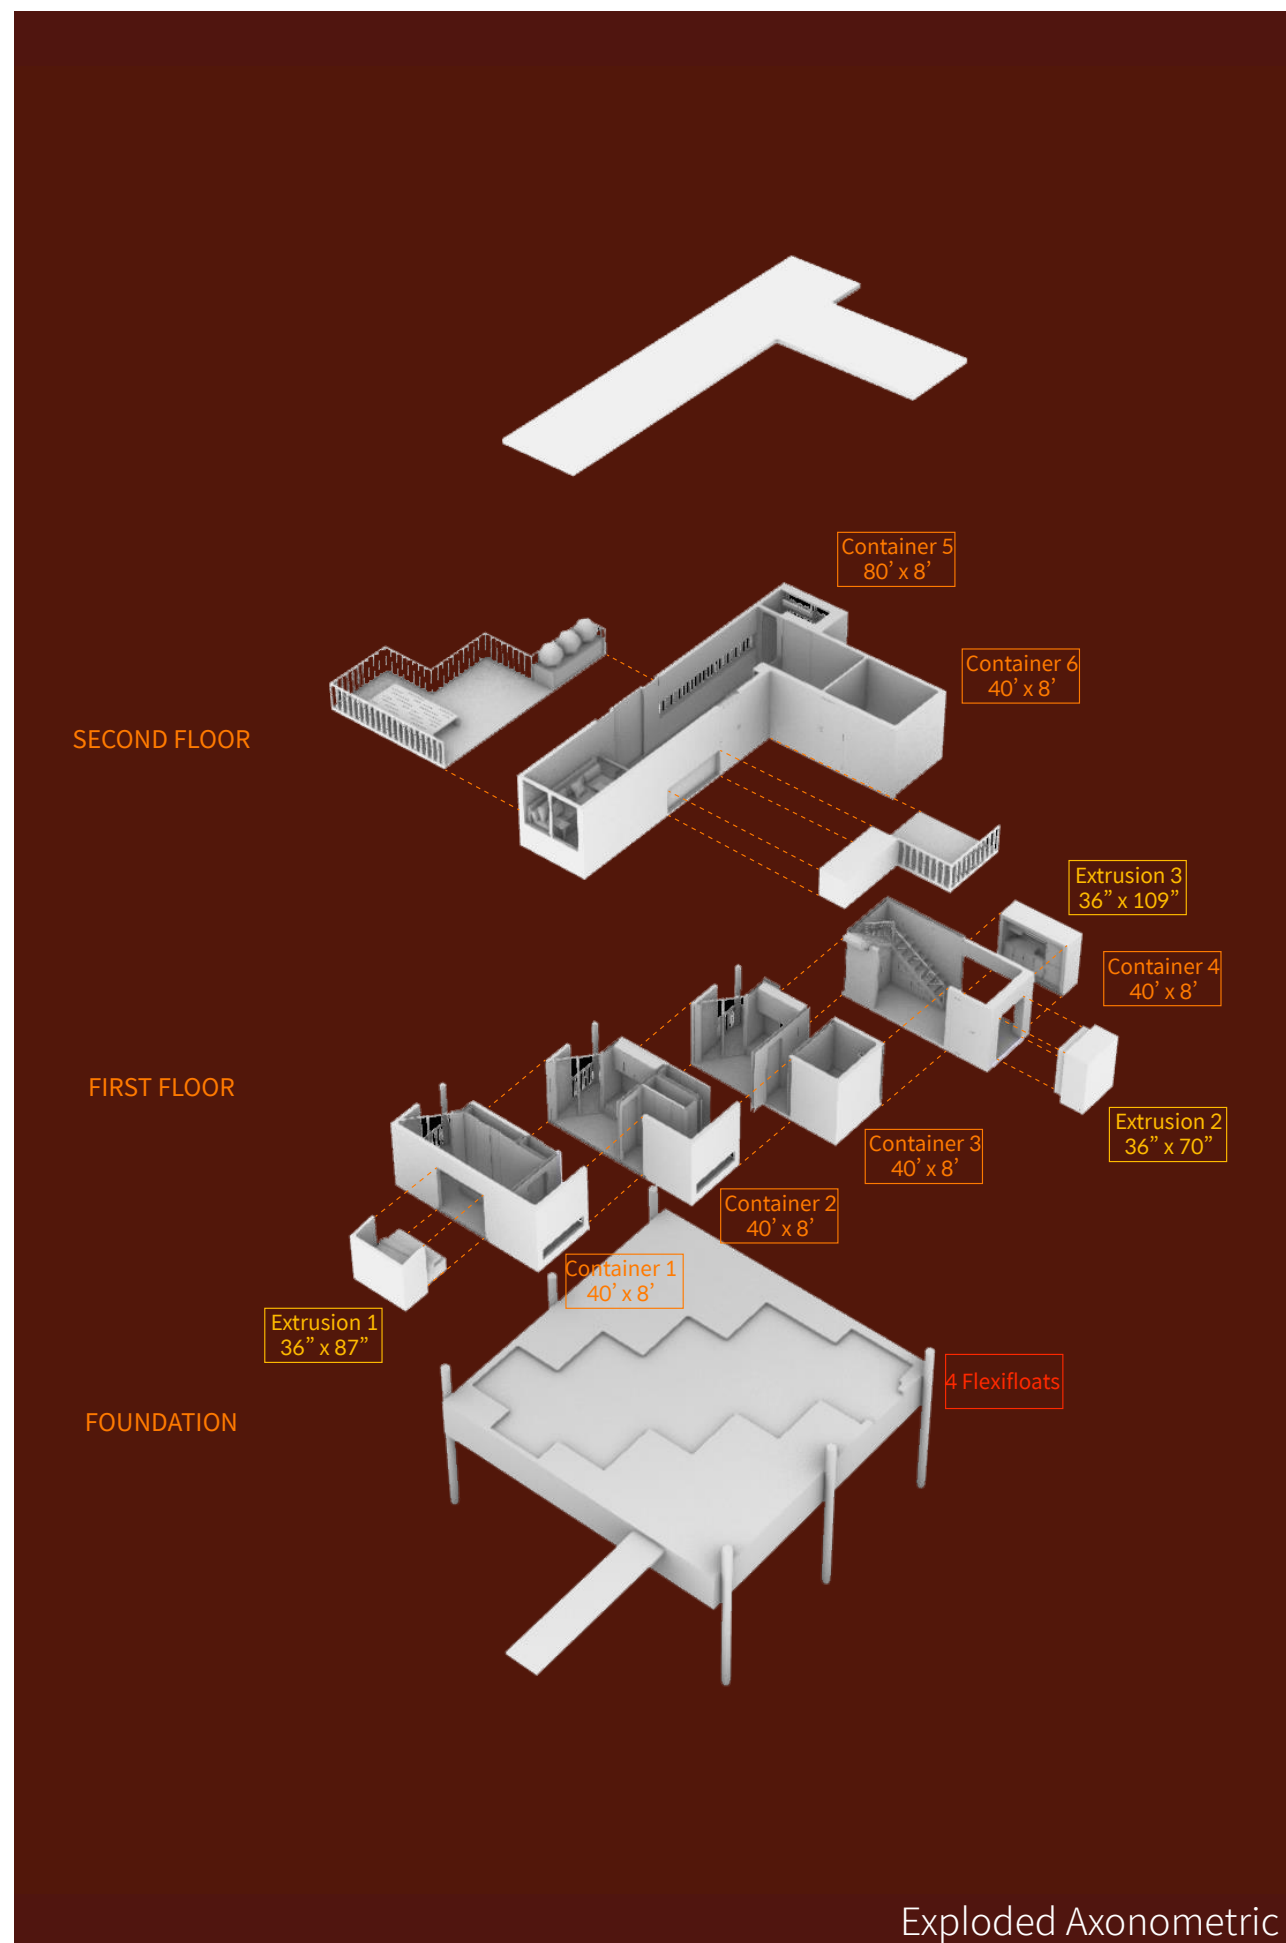 Container 5
80’ x 8’
Container 6
40’ x 8’
SECOND FLOOR
Extrusion 3
36” x 109”
Container 4
40’ x 8’
FIRST FLOOR
Extrusion 2
36” x 70”
Container 3
40’ x 8’
Container 2
40’ x 8’
Container 1
40’ x 8’
Extrusion 1
36” x 87”
4 Flexifloats
FOUNDATION
Exploded Axonometric